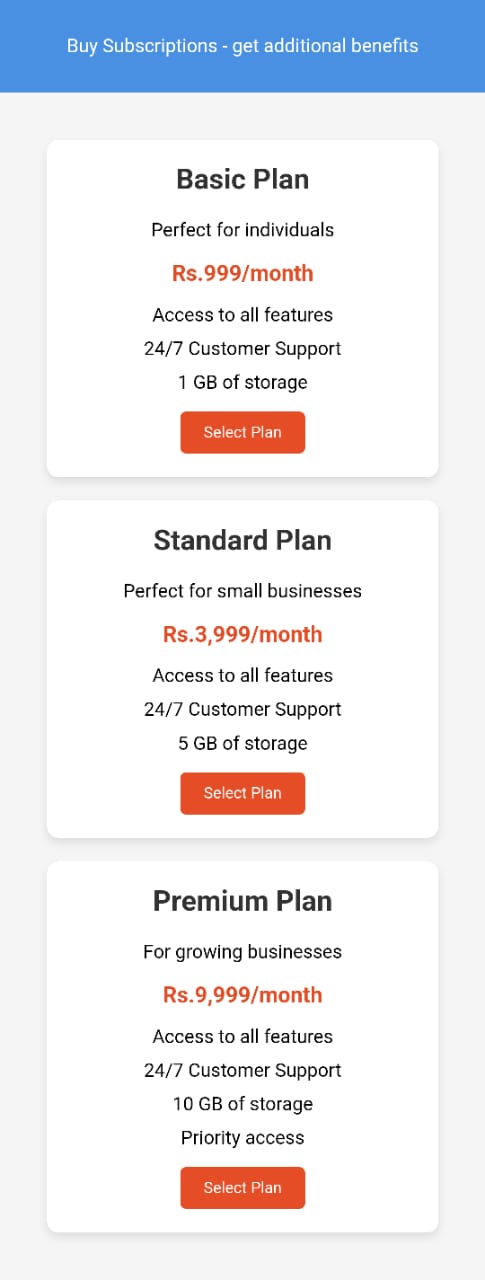 Buy Subscriptions - get additional benefits
Basic Plan
Perfect for individuals
Rs.999/month
Access to all features
24/7 Customer Support
1 GB of storage
Select Plan
Standard Plan
Perfect for small businesses
Rs.3,999/month
Access to all features
24/7 Customer Support
5 GB of storage
Select Plan
Premium Plan
For growing businesses
Rs.9,999/month
Access to all features
24/7 Customer Support
10 GB of storage
Priority access
Select Plan